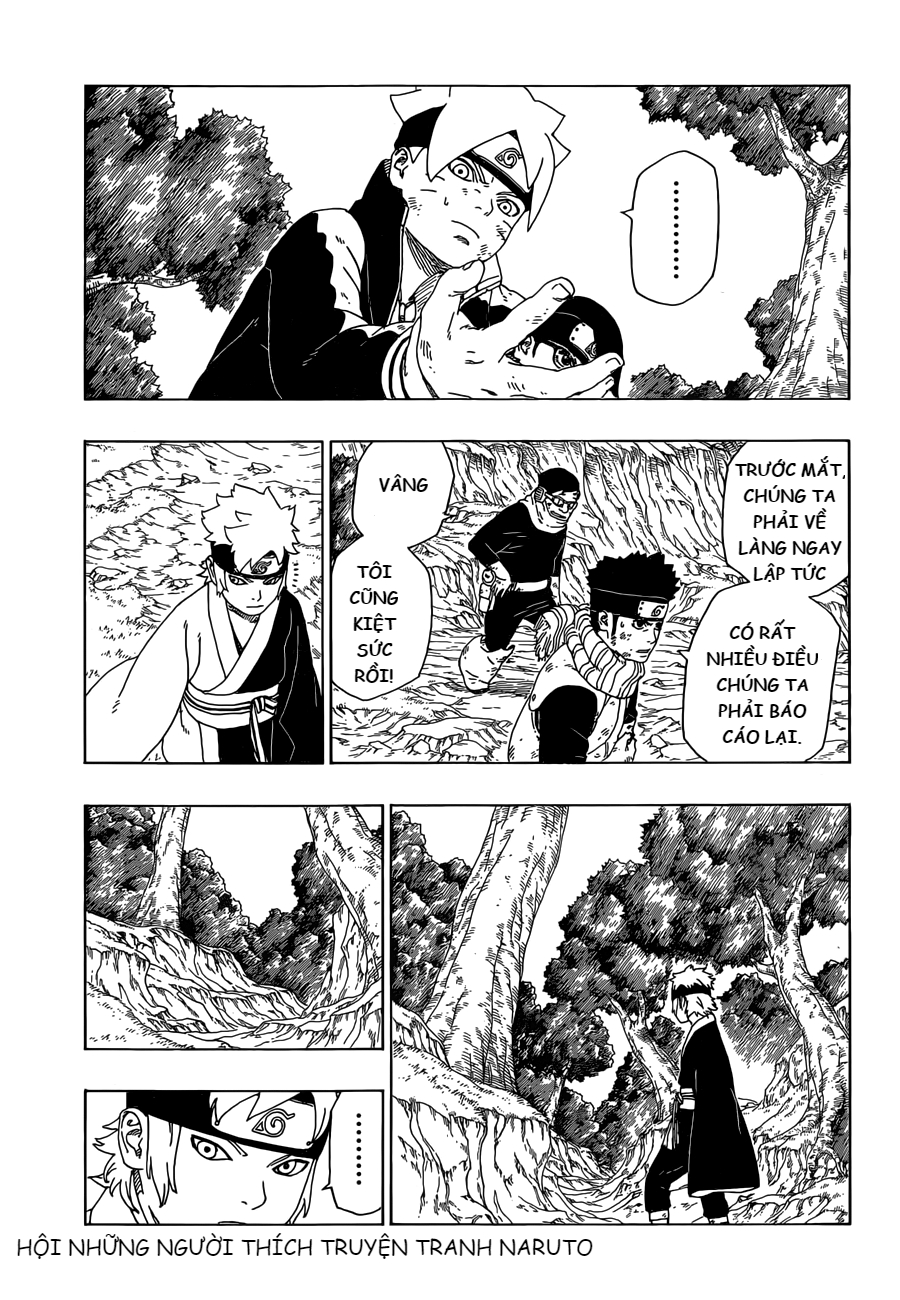 ..........
TRƯỚC MẮT,
CHÚNG TA
PHẢI VỀ
LÀNG NGAY
LẬP TỨC
CÓ RẤT
NHIỀU ĐIỀU
CHÚNG TA
PHẢI BÁO
CÁO LẠI.
VÂNG
TÔI
CŨNG
KIỆT
SỨC
RỒI!
......
.......
HỘI NHỮNG NGƯỜI THÍCH TRUYỆN TRANH NARUTO